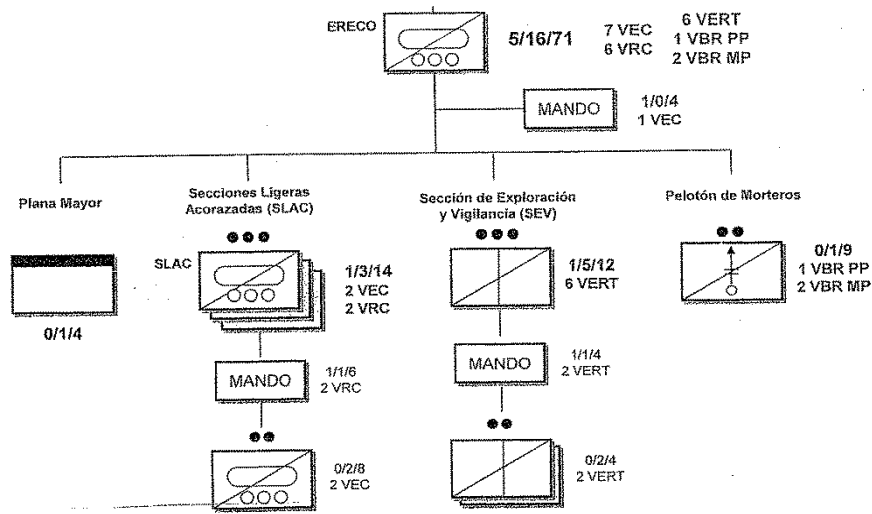 ERECO
5/16/71
7 VEC
6 VRC
6 VERT
1 VBR PP
2 VBR MP
MANDO
1/0/4
1 VEC
Plana Mayor
0/1/4
Secciones Ligeras
Acorazadas (SLAC)
SLAC
1/3/14
2 VEC
2 VRC
MANDO
1/1/6
2 VRC
0/2/8
2 VEC
Sección de Exploración
y Vigilancia (SEV)
1/5/12
6 VERT
MANDO
1/1/4
2 VERT
0/2/4
2 VERT
Pelotón de Morteros
0/1/9
1 VBR PP
2 VBR MP